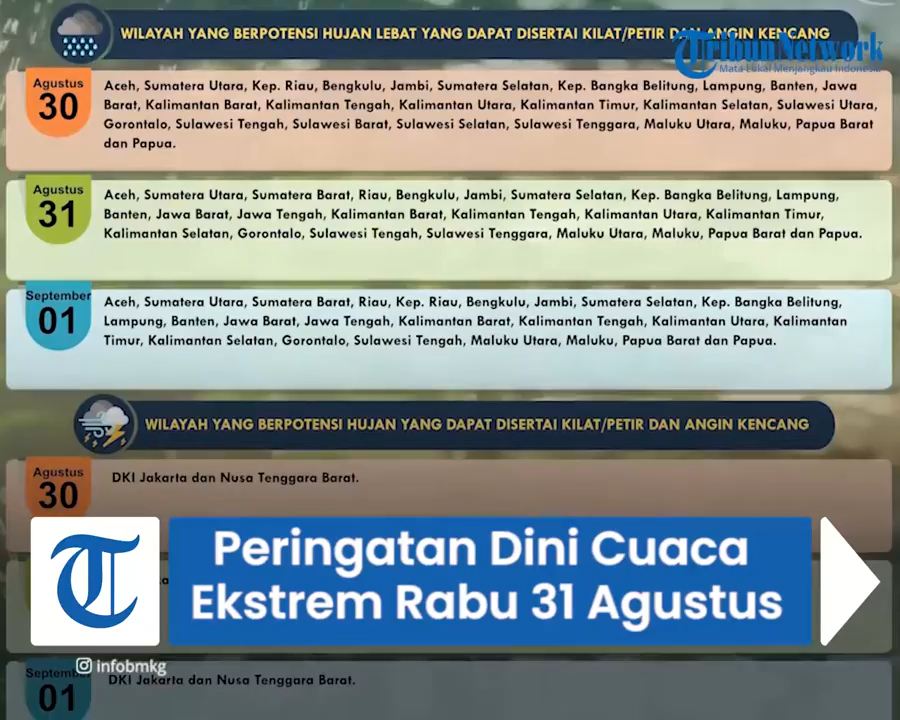 WILAYAH YANG BERPOTENSI HUJAN LEBAT YANG DAPAT DISERTAI KILAT/PETIR DAN ANGIN KENCANG
Tribun Network
Mata Lokal Menjangkau Indonesia
Agustus
30
Aceh, Sumatera Utara, Kep. Riau, Bengkulu, Jambi, Sumatera Selatan, Kep. Bangka Belitung, Lampung, Banten, Jawa
Barat, Kalimantan Barat, Kalimantan Tengah, Kalimantan Utara, Kalimantan Timur, Kalimantan Selatan, Sulawesi Utara,
Gorontalo, Sulawesi Tengah, Sulawesi Barat, Sulawesi Selatan, Sulawesi Tenggara, Maluku Utara, Maluku, Papua Barat
dan Papua.
Agustus
31
Aceh, Sumatera Utara, Sumatera Barat, Riau, Bengkulu, Jambi, Sumatera Selatan, Kep. Bangka Belitung, Lampung,
Banten, Jawa Barat, Jawa Tengah, Kalimantan Barat, Kalimantan Tengah, Kalimantan Utara, Kalimantan Timur,
Kalimantan Selatan, Gorontalo, Sulawesi Tengah, Sulawesi Tenggara, Maluku Utara, Maluku, Papua Barat dan Papua.
September
01
Aceh, Sumatera Utara, Sumatera Barat, Riau, Kep. Riau, Bengkulu, Jambi, Sumatera Selatan, Kep. Bangka Belitung,
Lampung, Banten, Jawa Barat, Jawa Tengah, Kalimantan Barat, Kalimantan Tengah, Kalimantan Utara, Kalimantan
Timur, Kalimantan Selatan, Gorontalo, Sulawesi Tengah, Maluku Utara, Maluku, Papua Barat dan Papua.
WILAYAH YANG BERPOTENSI HUJAN YANG DAPAT DISERTAI KILAT/PETIR DAN ANGIN KENCANG
Agustus
30
DKI Jakarta dan Nusa Tenggara Barat.
T
Peringatan Dini Cuaca
Ekstrem Rabu 31 Agustus
infobmkg
September
01
DKI Jakarta dan Nusa Tenggara Barat.